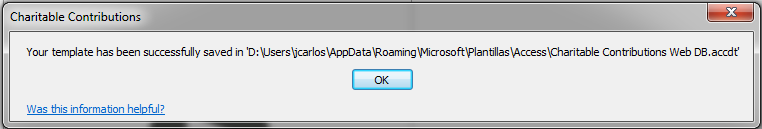 Charitable Contributions
Your template has been successfully saved in 'D:\Users\jcarlos\AppData\Roaming\Microsoft\Plantillas\Access\Charitable Contributions Web DB.accdt'
OK
Was this information helpful?